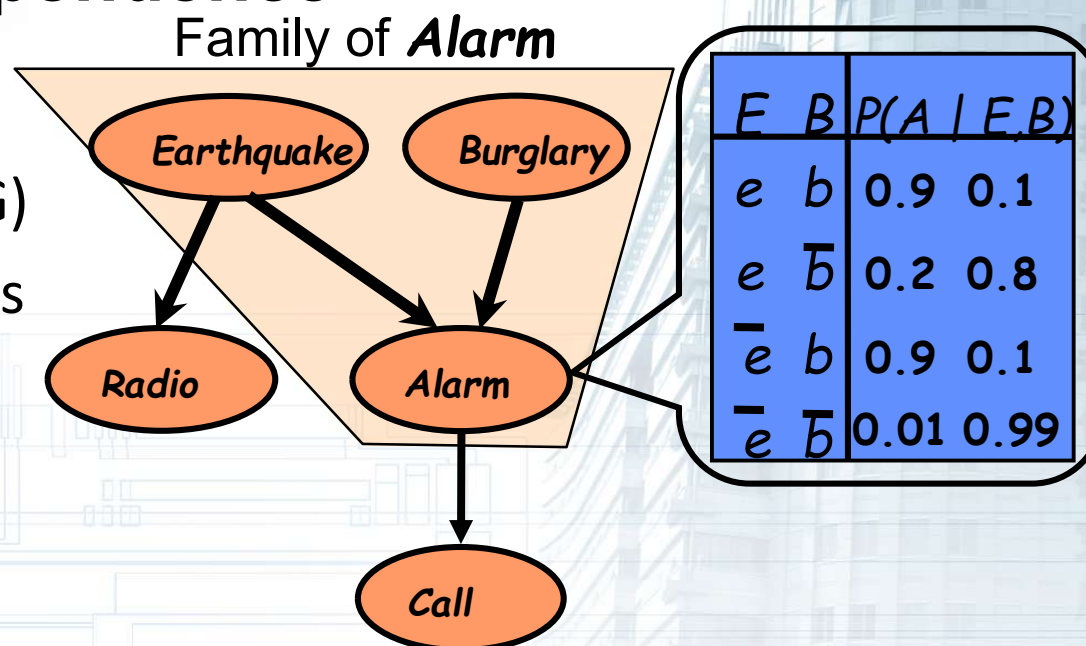 Family of Alarm
G)
s
Earthquake
Burglary
Radio
Alarm
Call
E B P(A | E,B)
e b 0.9 0.1
e b̅ 0.2 0.8
e̅ b 0.9 0.1
e̅ b̅ 0.01 0.99